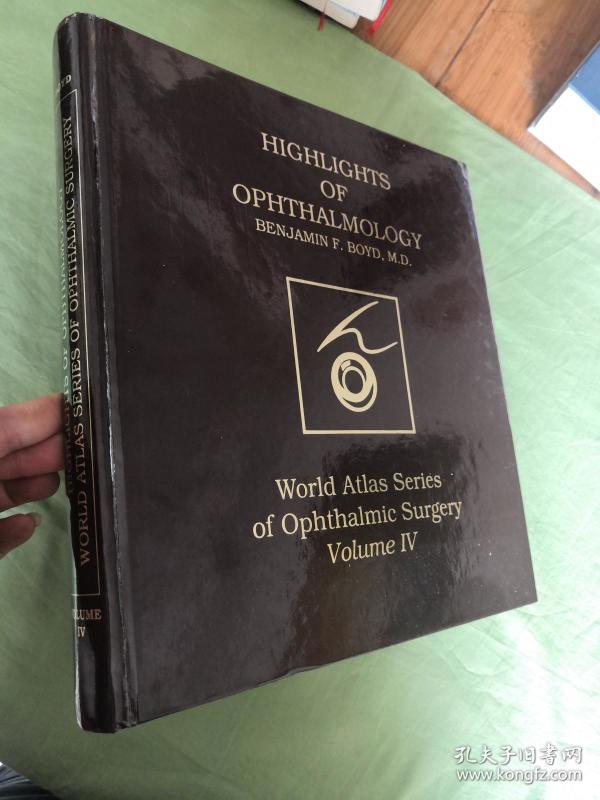 HIGHLIGHTS
OF
OPHTHALMOLOGY
BENJAMIN F. BOYD, M.D.
World Atlas Series
of Ophthalmic Surgery
Volume IV
HIGHLIGHTS OF OPHTHALMOLOGY
WORLD ATLAS SERIES OF OPHTHALMIC SURGERY
VOLUME
IV
孔夫子旧书网
www.kongfz.com